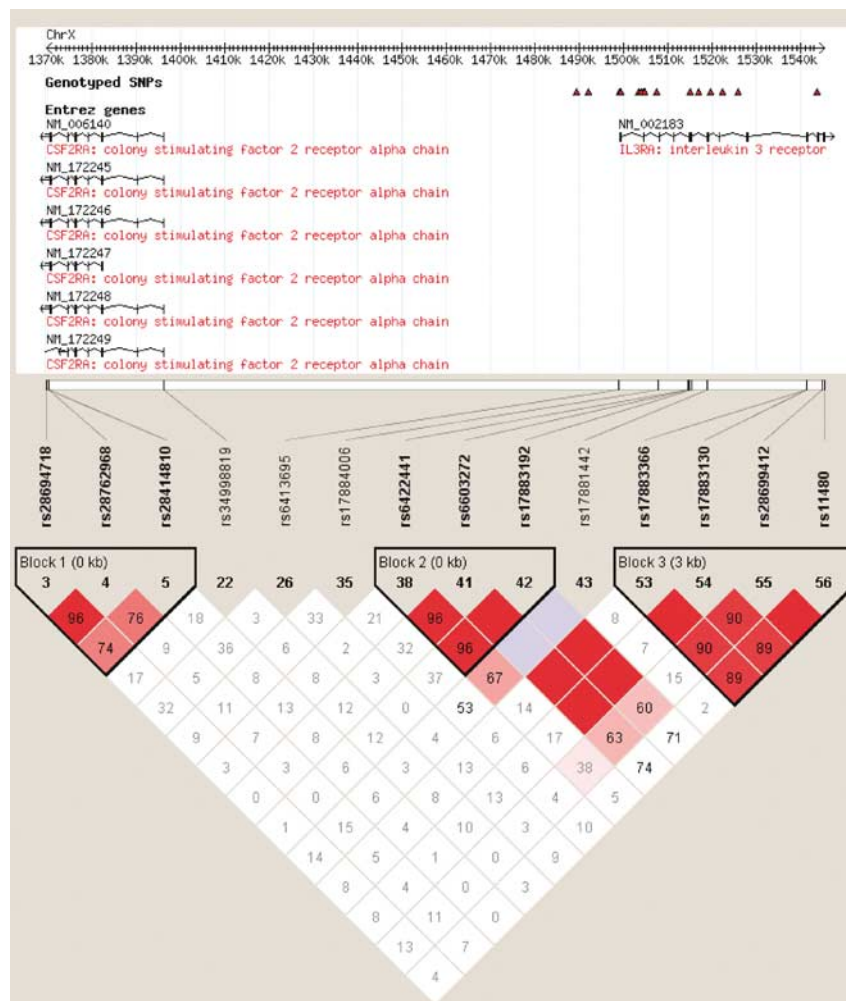 ChrX
1370k 1380k 1390k 1400k 1410k 1420k 1430k 1440k 1450k 1460k 1470k 1480k 1490k 1500k 1510k 1520k 1530k 1540k
Genotyped SNPs
Entrez genes
NM_006140 NM_002183
CSF2RA: colony stimulating factor 2 receptor alpha chain IL3RA: interleukin 3 receptor
NM_172245
CSF2RA: colony stimulating factor 2 receptor alpha chain
NM_172246
CSF2RA: colony stimulating factor 2 receptor alpha chain
NM_172247
CSF2RA: colony stimulating factor 2 receptor alpha chain
NM_172248
CSF2RA: colony stimulating factor 2 receptor alpha chain
NM_172249
CSF2RA: colony stimulating factor 2 receptor alpha chain
rs28694718
rs28762968
rs28414810
rs34998819
rs6413695
rs17884006
rs6422441
rs6603272
rs17883192
rs17881442
rs17883366
rs17883130
rs28699412
rs11480
Block 1 (0 kb) Block 2 (0 kb) Block 3 (3 kb)
3 4 5 22 26 35 38 41 42 43 53 54 55 56
96 76 18 3 33 21 96 8 90
74 9 36 6 2 32 96 7 90 89
17 5 8 8 3 37 67 15 89
32 11 13 12 0 53 14 60 2
9 7 8 12 4 6 17 63 71
3 3 6 3 13 6 38 74
0 0 6 8 13 4 5
1 15 4 10 3 10
14 5 1 0 9
8 4 0 3
8 11 0
13 7
4